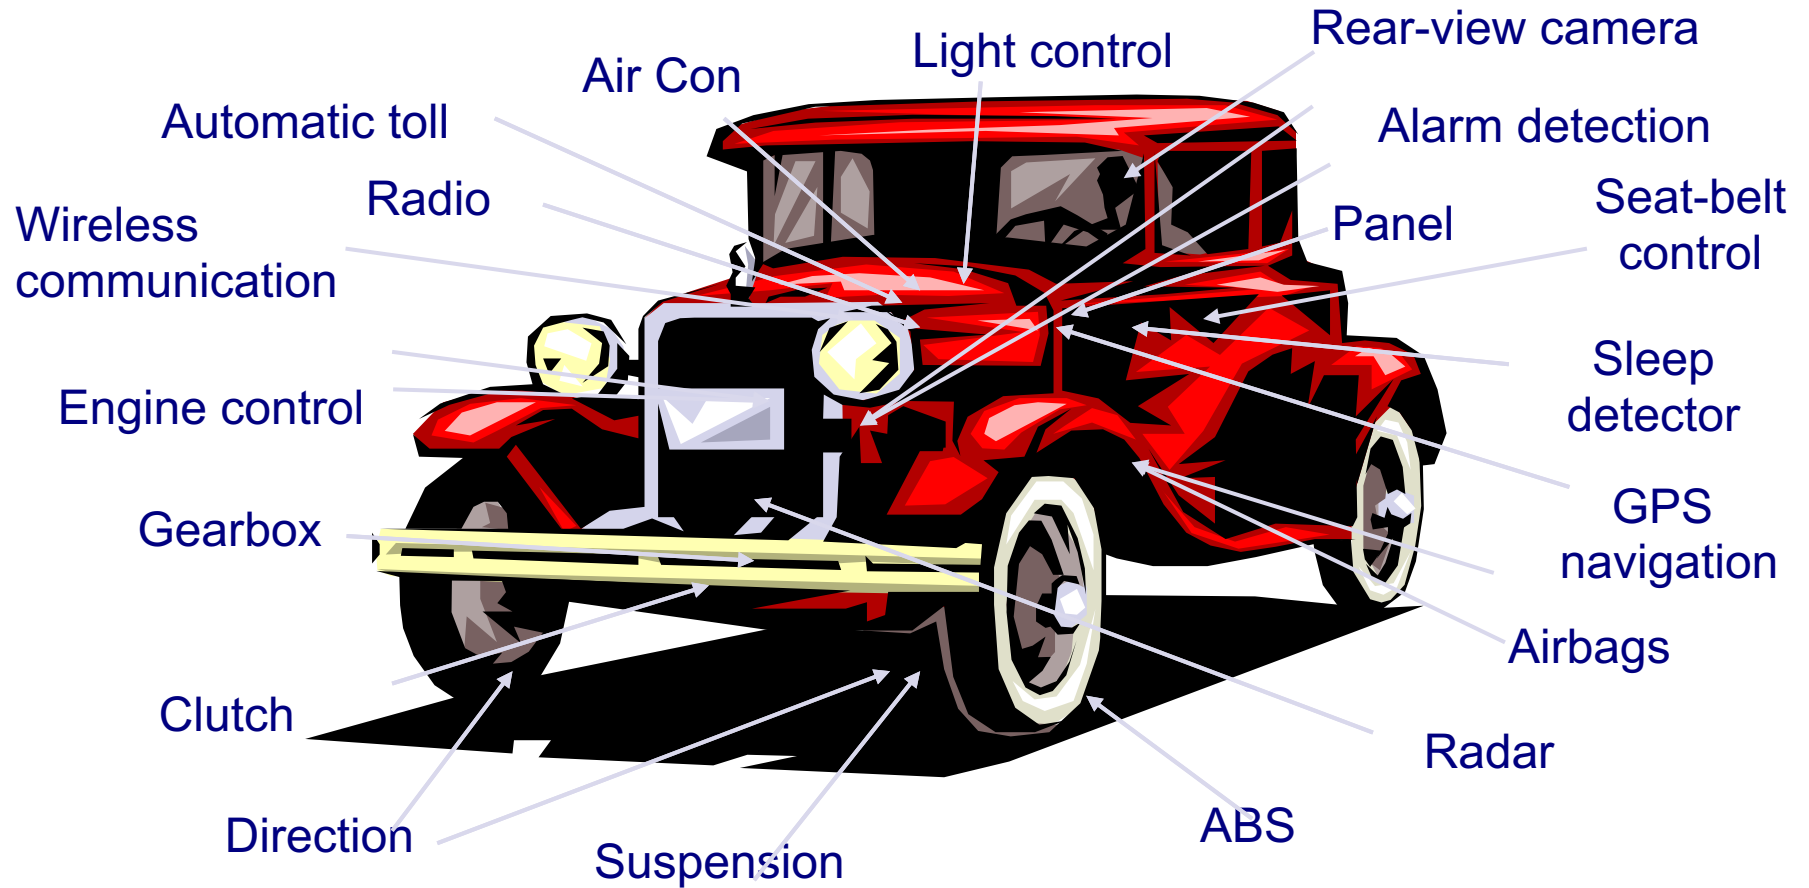 Rear-view camera
Light control
Air Con
Automatic toll
Alarm detection
Radio
Seat-belt
control
Wireless
communication
Panel
Sleep
detector
Engine control
GPS
navigation
Gearbox
Airbags
Clutch
Radar
Direction
ABS
Suspension